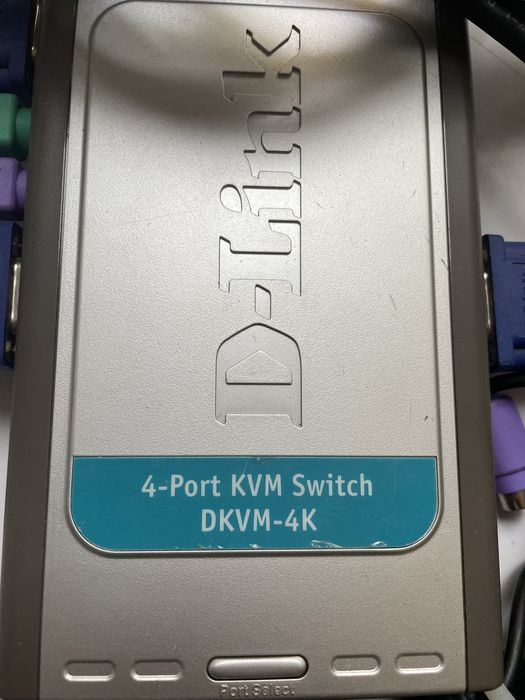 D-Link
4-Port KVM Switch
DKVM-4K
Port Select